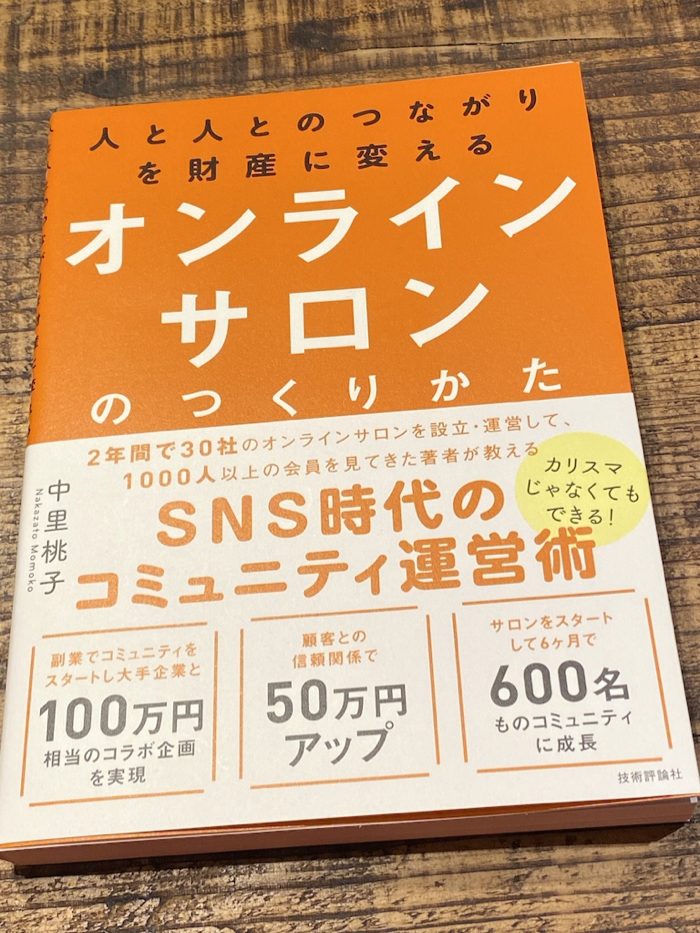 人と人とのつながり
を財産に変える
オンライン
サロン
のつくりかた
2年間で30社のオンラインサロンを設立・運営して、
1000人以上の会員を見てきた著者が教える
カリスマ
じゃなくても
できる!
SNS時代の
コミュニティ運営術
中里桃子
Nakazato Momoko
副業でコミュニティを
スタートし大手企業と
100万円
相当のコラボ企画
を実現
顧客との
信頼関係で
50万円
アップ
サロンをスタート
して6ヶ月で
600名
ものコミュニティ
に成長
技術評論社